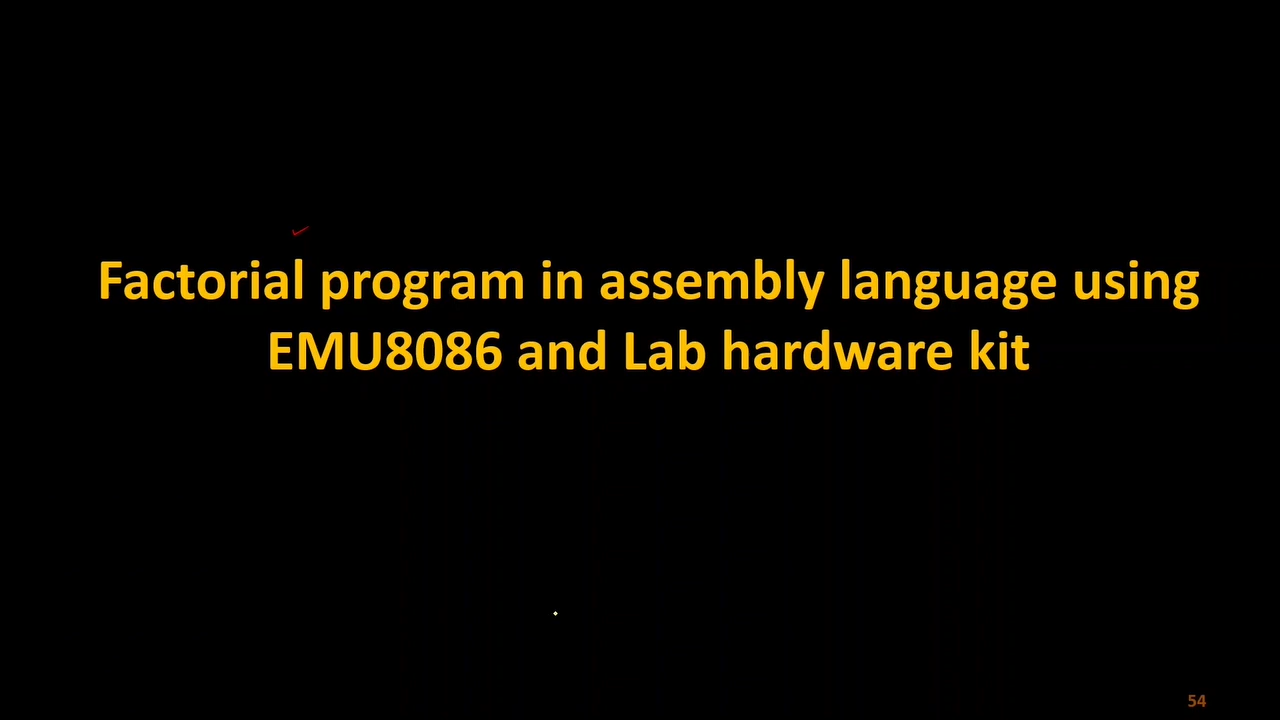 Factorial program in assembly language using
EMU8086 and Lab hardware kit
54